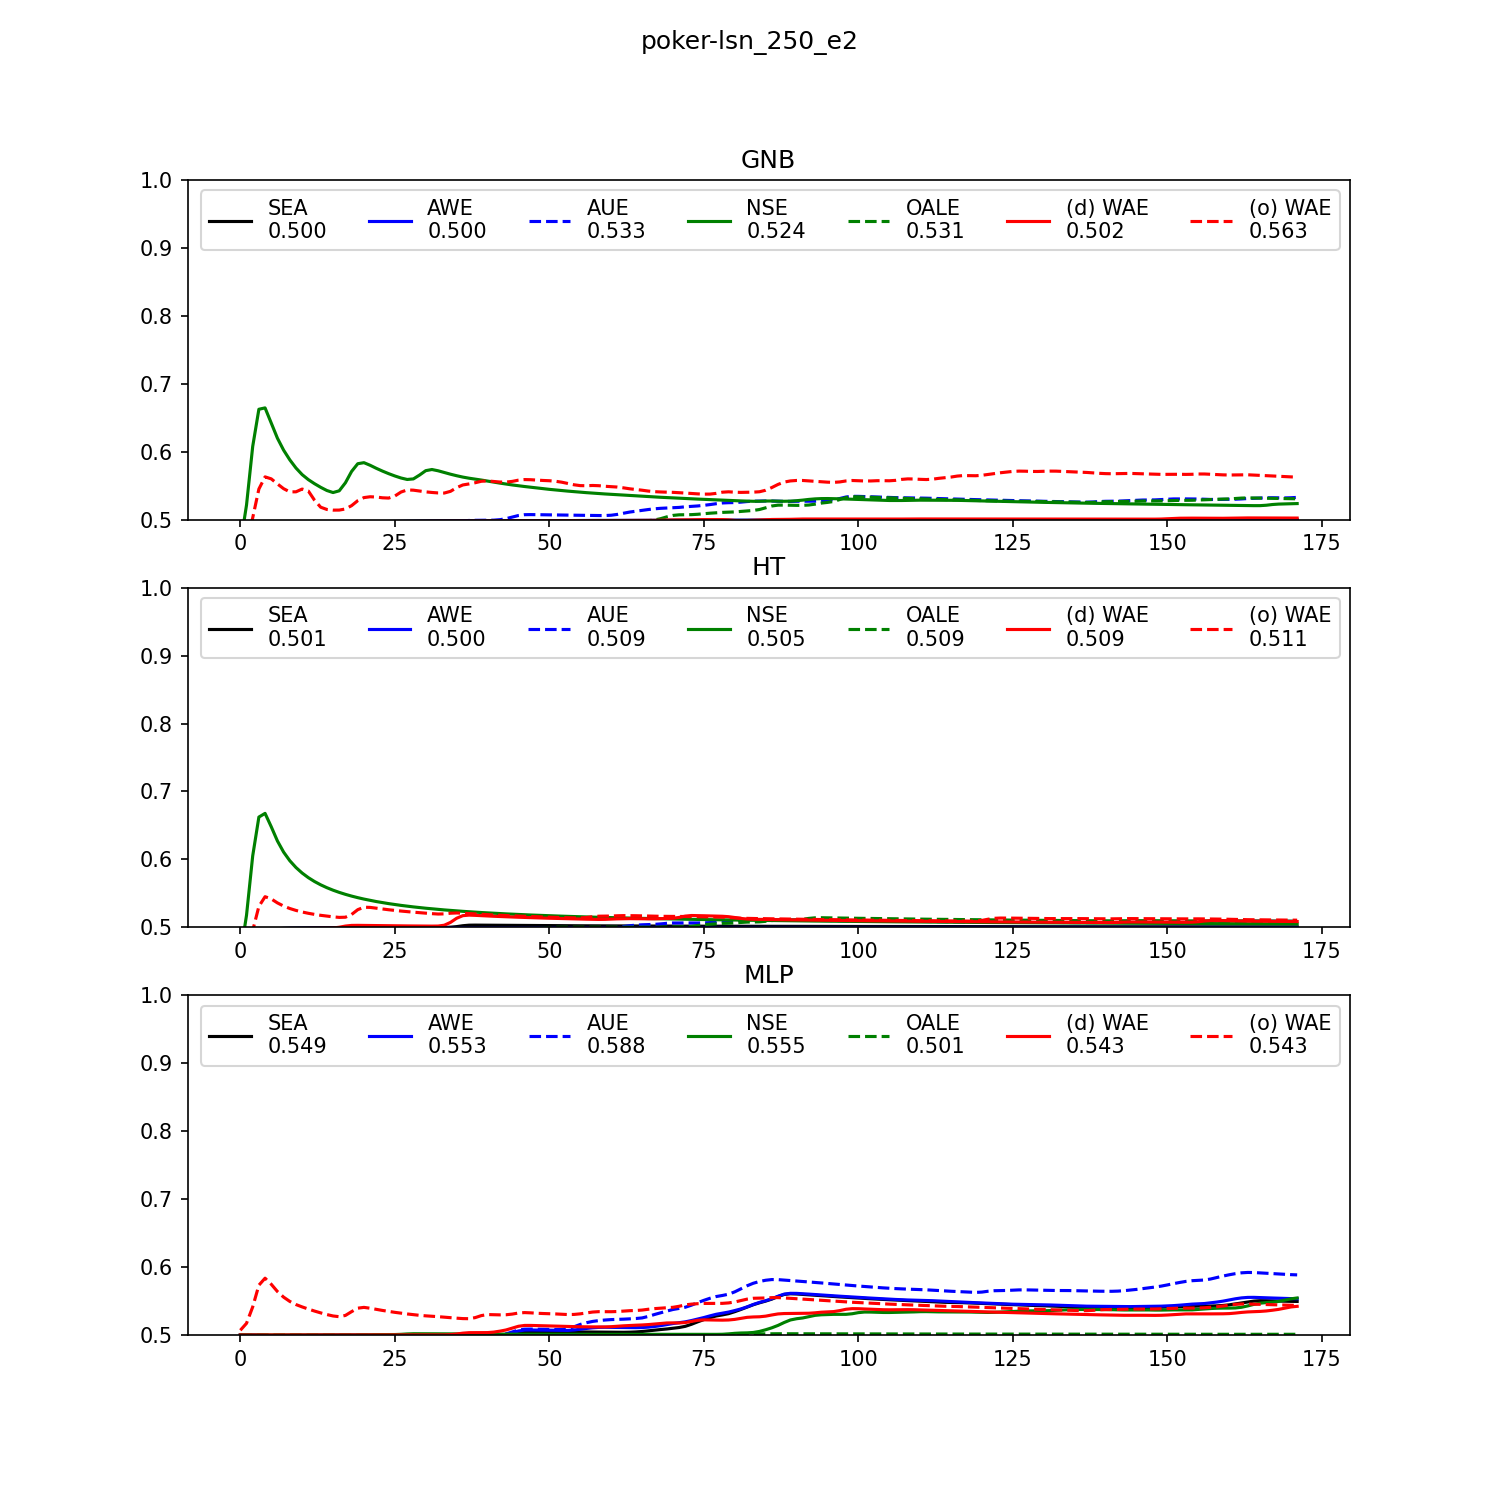 poker-lsn_250_e2
GNB
SEA AWE AUE NSE OALE (d) WAE (o) WAE
0.500 0.500 0.533 0.524 0.531 0.502 0.563
1.0
0.9
0.8
0.7
0.6
0.5
0 25 50 75 100 125 150 175
HT
SEA AWE AUE NSE OALE (d) WAE (o) WAE
0.501 0.500 0.509 0.505 0.509 0.509 0.511
1.0
0.9
0.8
0.7
0.6
0.5
0 25 50 75 100 125 150 175
MLP
SEA AWE AUE NSE OALE (d) WAE (o) WAE
0.549 0.553 0.588 0.555 0.501 0.543 0.543
1.0
0.9
0.8
0.7
0.6
0.5
0 25 50 75 100 125 150 175